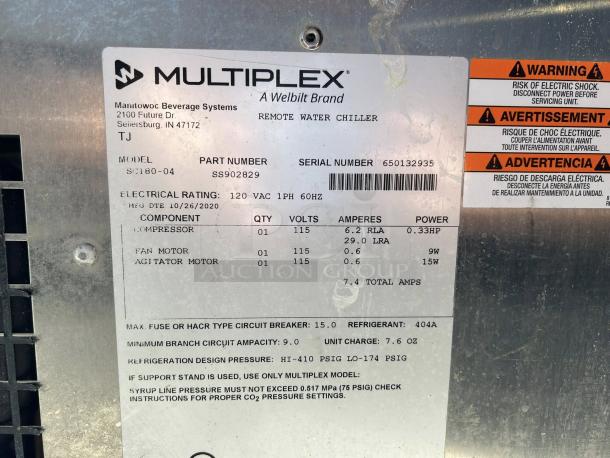 MULTIPLEX®
A Welbilt Brand
Manitowoc Beverage Systems
2100 Future Dr.
Sellersburg, IN 47172
TJ
REMOTE WATER CHILLER
MODEL PART NUMBER SERIAL NUMBER 650132935
SC180-04 SS902829
ELECTRICAL RATING: 120 VAC 1PH 60HZ
MFG DTE 10/26/2020
COMPONENT QTY VOLTS AMPERES POWER
COMPRESSOR 01 115 6.2 RLA 0.33HP
29.0 LRA
FAN MOTOR 01 115 0.6 9W
AGITATOR MOTOR 01 115 0.6 15W
AUCTION GROUP
7.4 TOTAL AMPS
MAX. FUSE OR HACR TYPE CIRCUIT BREAKER: 15.0 REFRIGERANT: 404A
MINIMUM BRANCH CIRCUIT AMPACITY: 9.0 UNIT CHARGE: 7.6 OZ
REFRIGERATION DESIGN PRESSURE: HI-410 PSIG LO-174 PSIG
IF SUPPORT STAND IS USED, USE ONLY MULTIPLEX MODEL:
SYRUP LINE PRESSURE MUST NOT EXCEED 0.517 MPa (75 PSIG) CHECK
INSTRUCTIONS FOR PROPER CO2 PRESSURE SETTINGS.
WARNING
RISK OF ELECTRIC SHOCK.
DISCONNECT POWER BEFORE
SERVICING UNIT.
AVERTISSEMENT
RISQUE DE CHOC ÉLECTRIQUE.
COUPER L'ALIMENTATION AVANT
TOUTE INTERVENTION SUR L'APPAREIL.
ADVERTENCIA
RIESGO DE DESCARGA ELÉCTRICA.
DESCONECTE LA ENERGÍA ANTES
DE REALIZAR MANTENIMIENTO A LA UNIDAD.